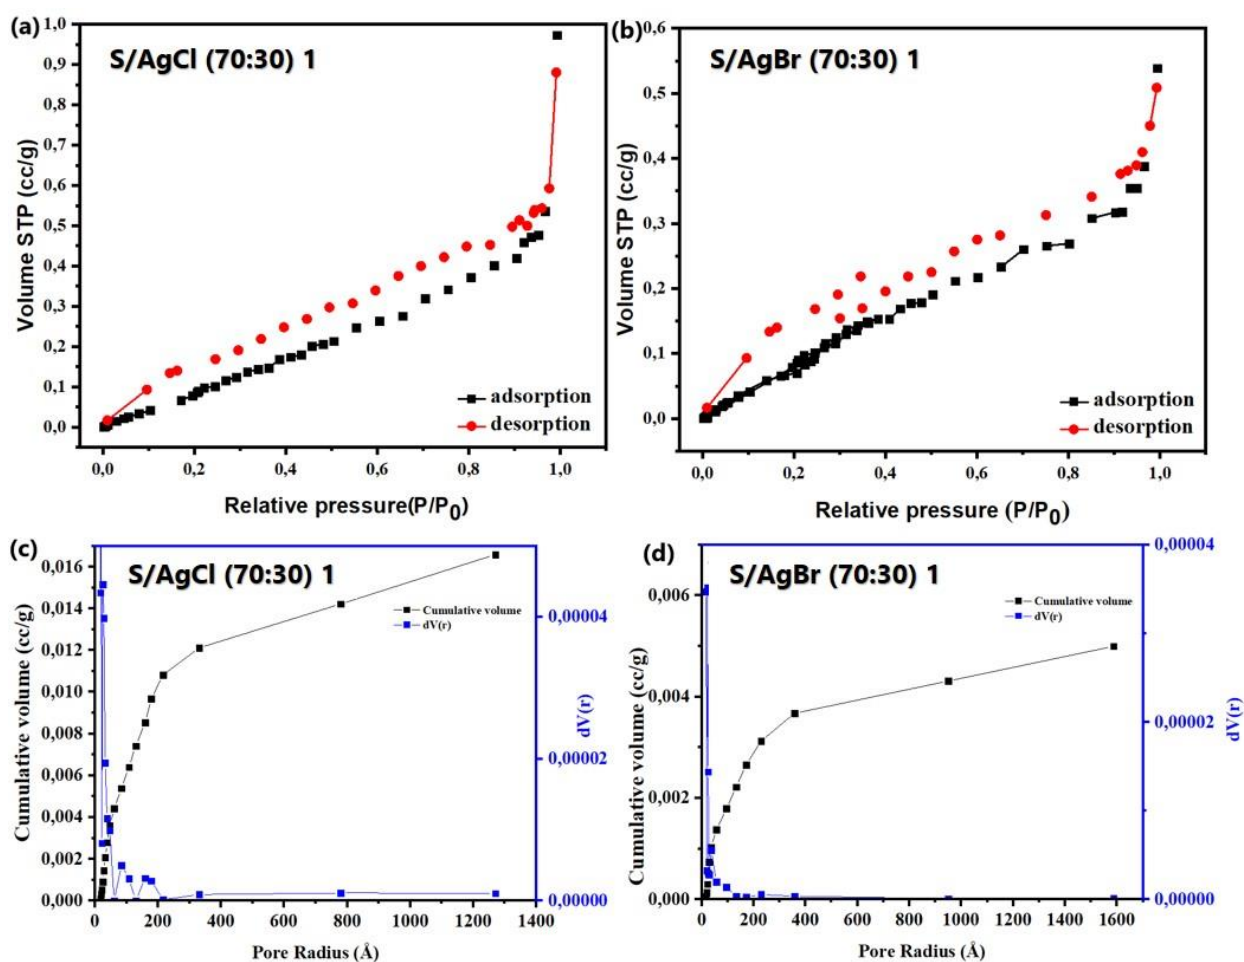 (a)
S/AgCl (70:30) 1
1,0
0,9
0,8
0,7
0,6
0,5
0,4
0,3
0,2
0,1
0,0
Volume STP (cc/g)
adsorption
desorption
0,0 0,2 0,4 0,6 0,8 1,0
Relative pressure(P/P0)
(b)
S/AgBr (70:30) 1
0,6
0,5
0,4
0,3
0,2
0,1
0,0
Volume STP (cc/g)
adsorption
desorption
0,0 0,2 0,4 0,6 0,8 1,0
Relative pressure (P/P0)
(c)
S/AgCl (70:30) 1
0,016
0,014
0,012
0,010
0,008
0,006
0,004
0,002
0,000
Cumulative volume (cc/g)
Cumulative volume
dV(r)
0,00004
0,00002
0,00000
dV(r)
0 200 400 600 800 1000 1200 1400
Pore Radius (Å)
(d)
S/AgBr (70:30) 1
0,006
0,004
0,002
0,000
Cumulative volume (cc/g)
Cumulative volume
dV(r)
0,00004
0,00002
0,00000
dV(r)
0 200 400 600 800 1000 1200 1400 1600
Pore Radius (Å)